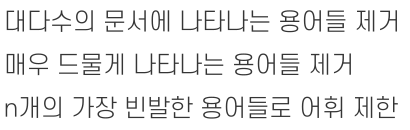 대다수의 문서에 나타나는 용어들 제거
매우 드물게 나타나는 용어들 제거
n개의 가장 빈발한 용어들로 어휘 제한